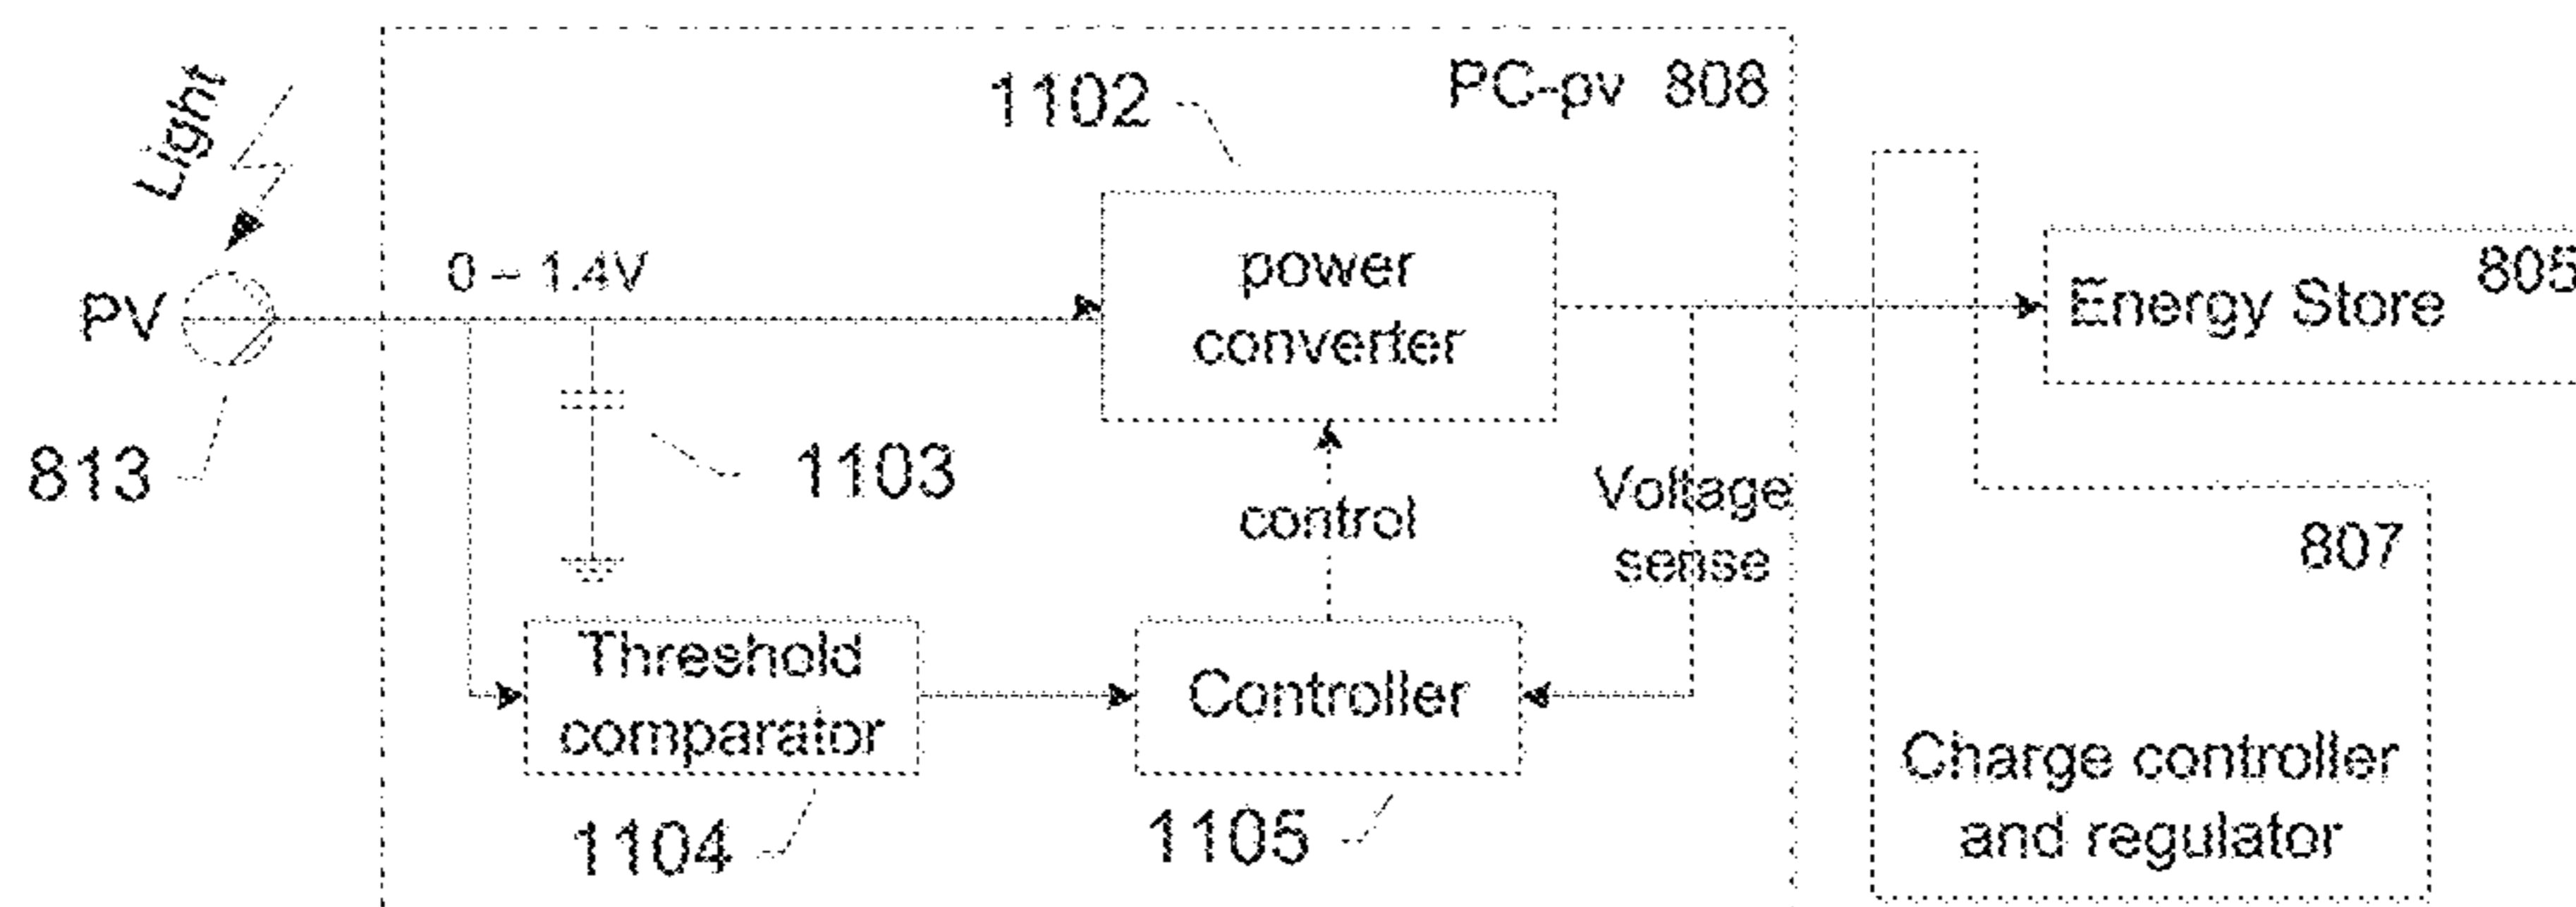 Light
1102
PC-pv 808
0 – 1.4V
power
converter
PV
Energy Store
805
813
1103
control
Voltage
sense
807
Threshold
comparator
Controller
1104
1105
Charge controller
and regulator